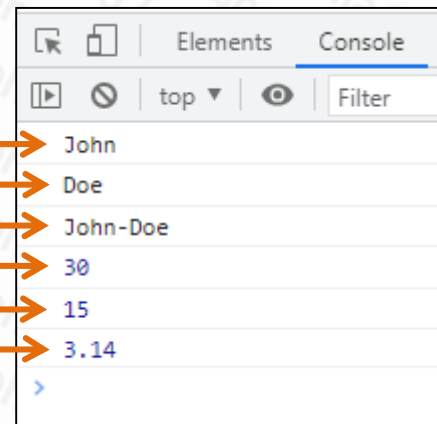 Elements Console
top Filter
John
Doe
John-Doe
30
15
3.14